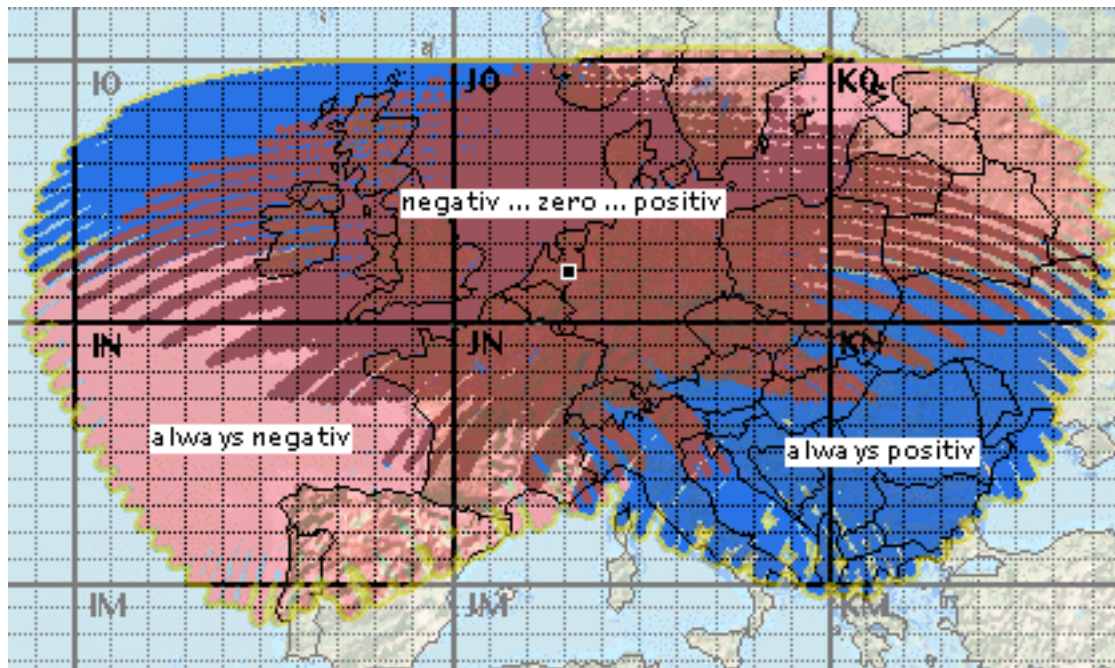 IO
JO
KO
negativ ... zero ... positiv
IN
JN
KN
always negativ
always positiv
IM
JM
KM